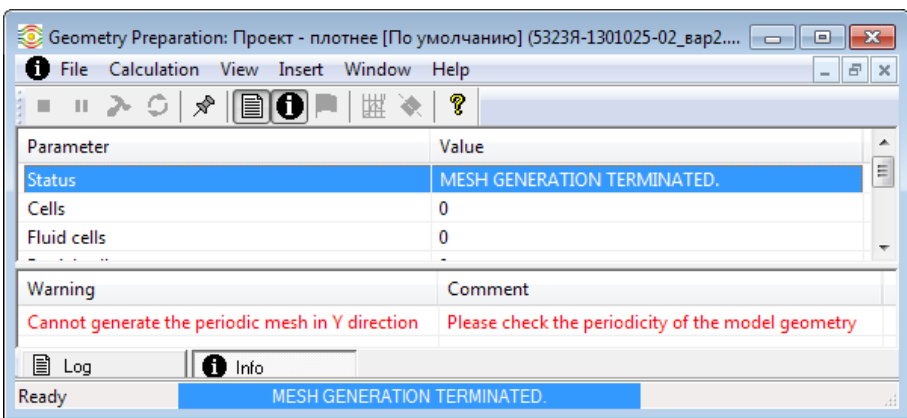 Geometry Preparation: Проект - плотнее [По умолчанию] (5323Я-1301025-02_вар2....
File Calculation View Insert Window Help
Parameter Value
Status MESH GENERATION TERMINATED.
Cells 0
Fluid cells 0
Warning Comment
Cannot generate the periodic mesh in Y direction Please check the periodicity of the model geometry
Log Info
Ready MESH GENERATION TERMINATED.